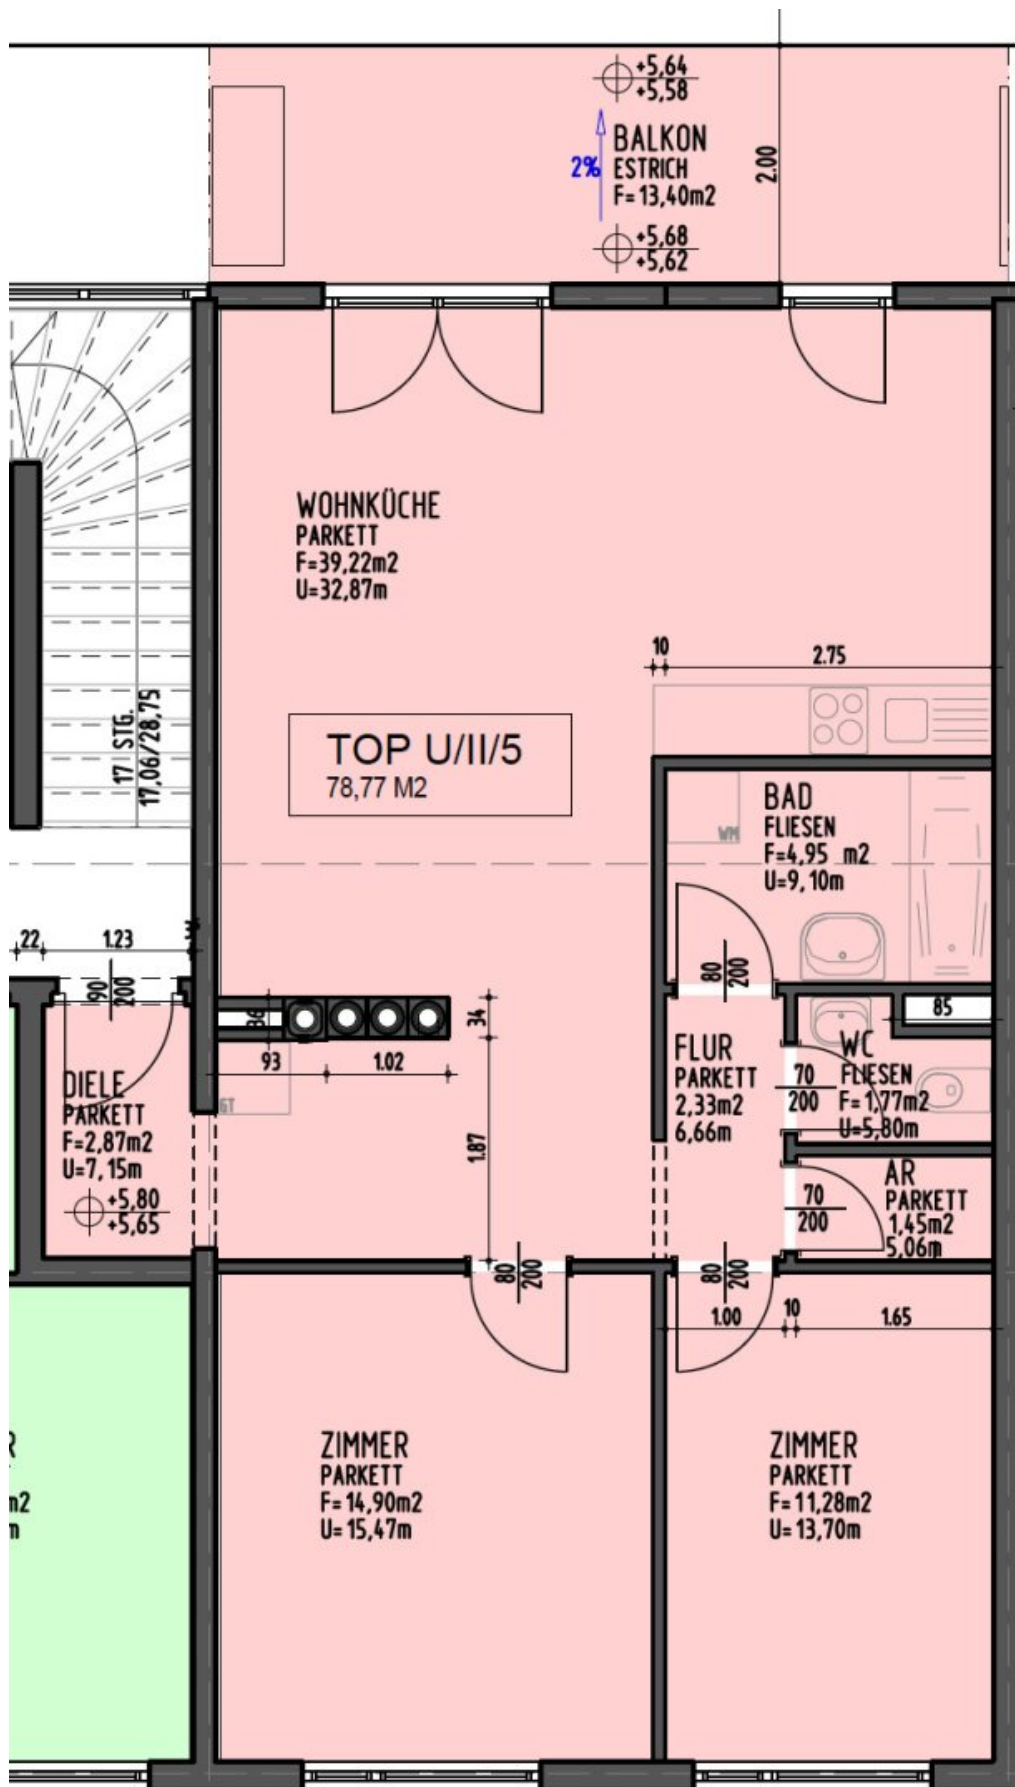 +5,64
+5,58
BALKON
2%
ESTRICH
F=13,40m2
2.00
+5,68
+5,62
WOHNKÜCHE
PARKETT
F=39,22m2
U=32,87m
10
2.75
17 STG.
17,06/28,75
TOP U/II/5
78,77 M2
BAD
FLIESEN
F=4,95 m2
U=9,10m
WM
22
1.23
90
200
80
200
36
34
85
93
1.02
GT
FLUR
PARKETT
2,33m2
6,66m
WC
FLIESEN
F=1,77m2
U=5,80m
70
200
DIELE
PARKETT
F=2,87m2
U=7,15m
+5,80
+5,65
1.87
AR
PARKETT
1,45m2
5,06m
70
200
80
200
80
200
1.00
10
1.65
R
m2
m
ZIMMER
PARKETT
F=14,90m2
U=15,47m
ZIMMER
PARKETT
F=11,28m2
U=13,70m